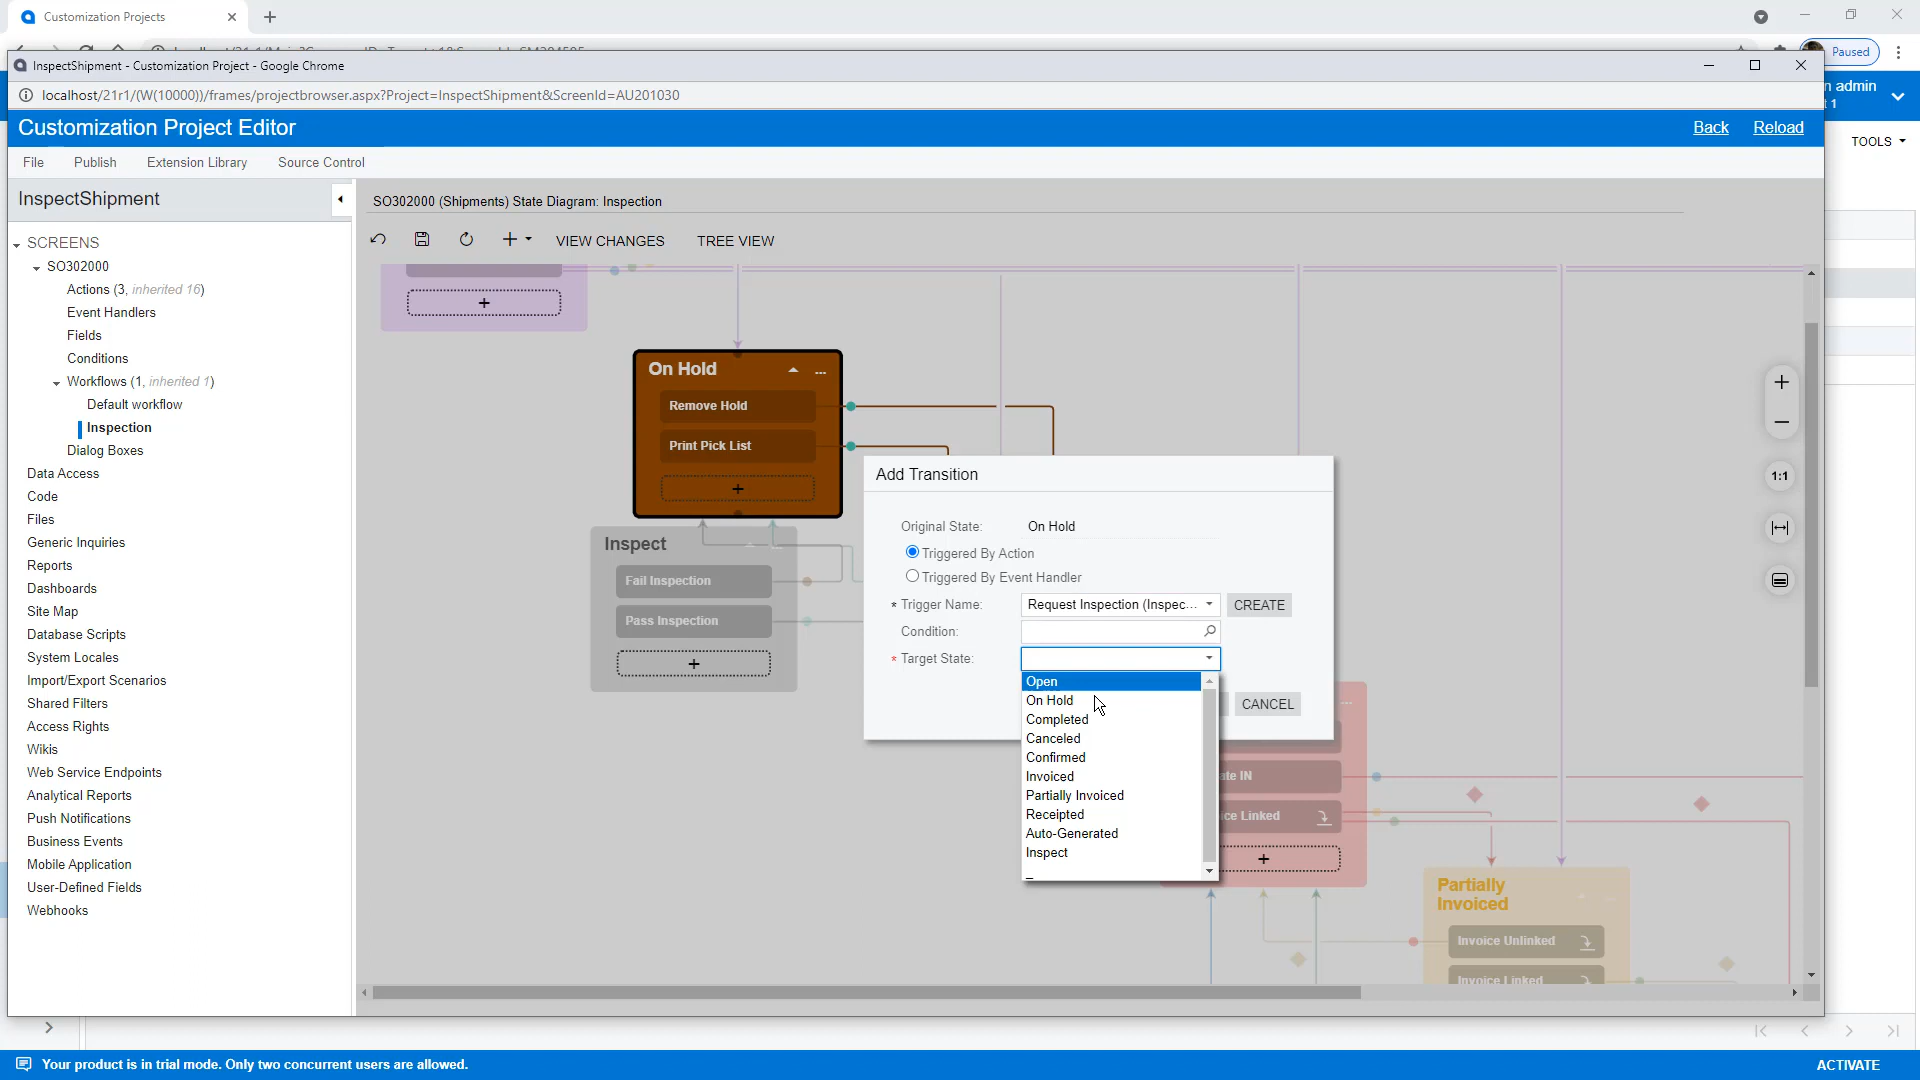 Customization Projects
Paused
InspectShipment - Customization Project - Google Chrome
localhost/21r1/(W(10000))/frames/projectbrowser.aspx?Project=InspectShipment&ScreenId=AU201030
admin
1
Customization Project Editor
Back
Reload
File
Publish
Extension Library
Source Control
TOOLS
InspectShipment
SO302000 (Shipments) State Diagram: Inspection
VIEW CHANGES
TREE VIEW
SCREENS
SO302000
Actions (3, inherited 16)
Event Handlers
Fields
Conditions
Workflows (1, inherited 1)
Default workflow
Inspection
Dialog Boxes
Data Access
Code
Files
Generic Inquiries
Reports
Dashboards
Site Map
Database Scripts
System Locales
Import/Export Scenarios
Shared Filters
Access Rights
Wikis
Web Service Endpoints
Analytical Reports
Push Notifications
Business Events
Mobile Application
User-Defined Fields
Webhooks
+
On Hold
...
Remove Hold
Print Pick List
+
Inspect
Fail Inspection
Pass Inspection
+
Add Transition
Original State: On Hold
Triggered By Action
Triggered By Event Handler
* Trigger Name: Request Inspection (Inspec...
CREATE
Condition:
* Target State:
Open
On Hold
Completed
Canceled
Confirmed
Invoiced
Partially Invoiced
Receipted
Auto-Generated
Inspect
_
CANCEL
...
ate IN
ice Linked
+
Partially
Invoiced
Invoice Unlinked
Invoice Linked
+
−
1:1
Your product is in trial mode. Only two concurrent users are allowed.
ACTIVATE